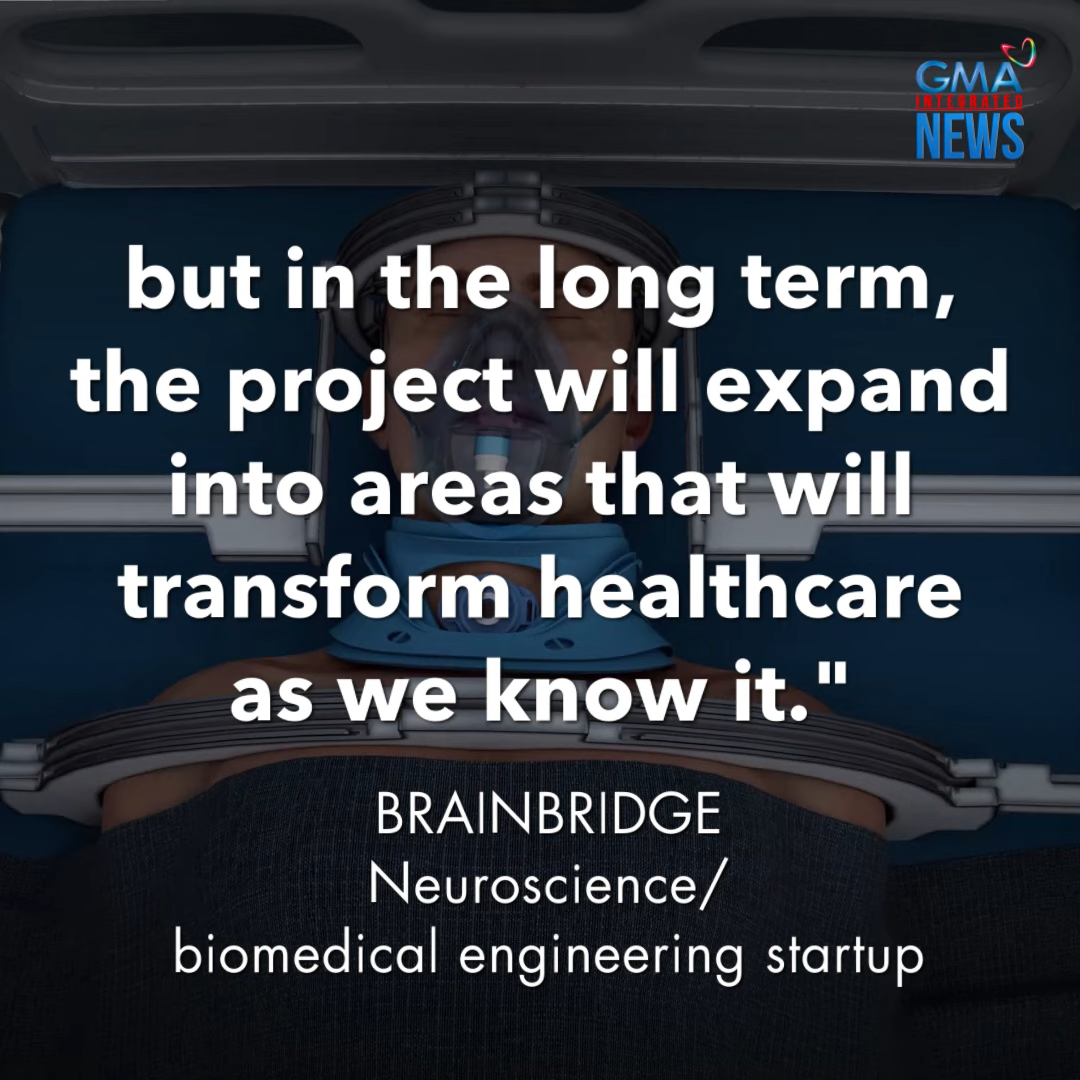 GMA
INTEGRATED
NEWS
but in the long term,
the project will expand
into areas that will
transform healthcare
as we know it."
BRAINBRIDGE
Neuroscience/
biomedical engineering startup